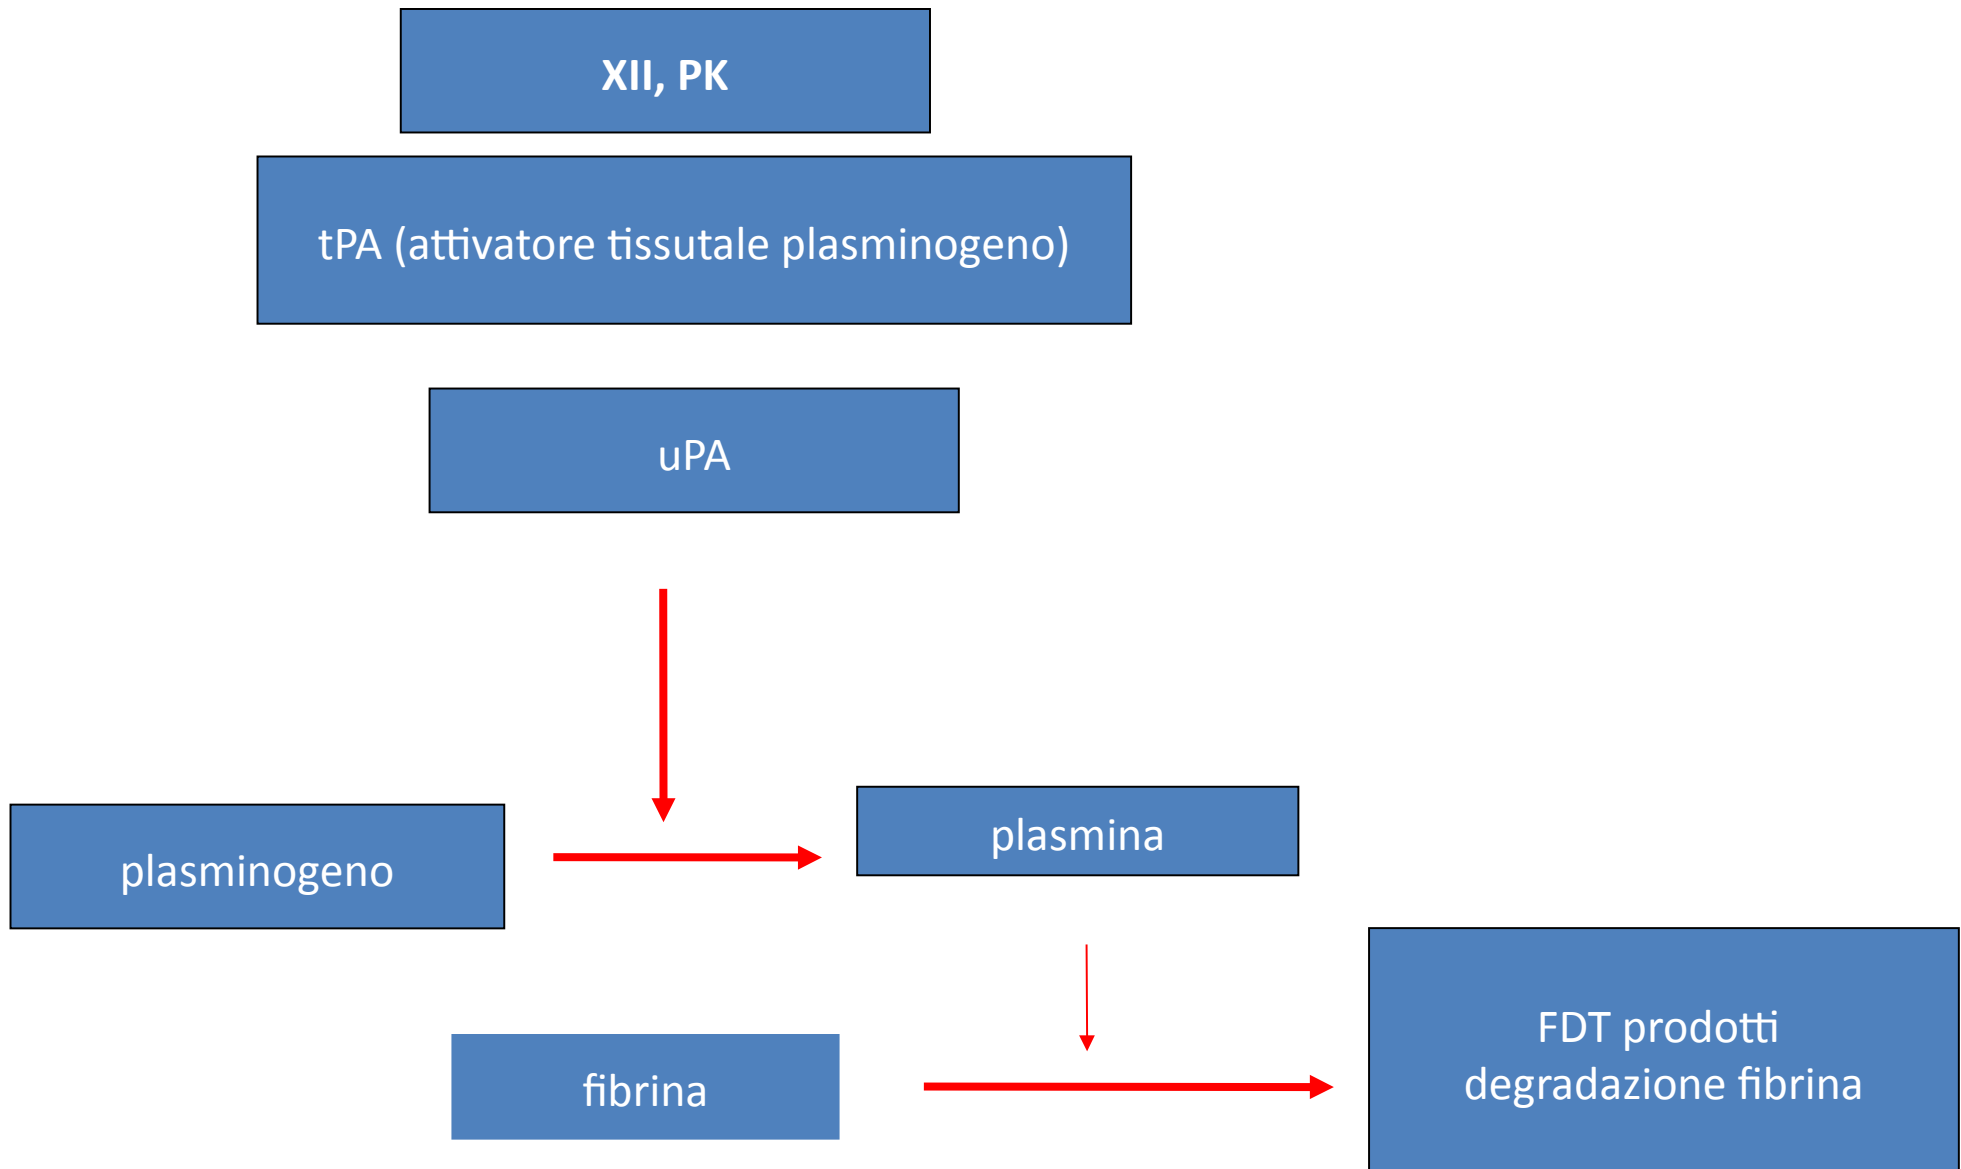 XII, PK
tPA (attivatore tissutale plasminogeno)
uPA
plasminogeno
plasmina
fibrina
FDT prodotti
degradazione fibrina